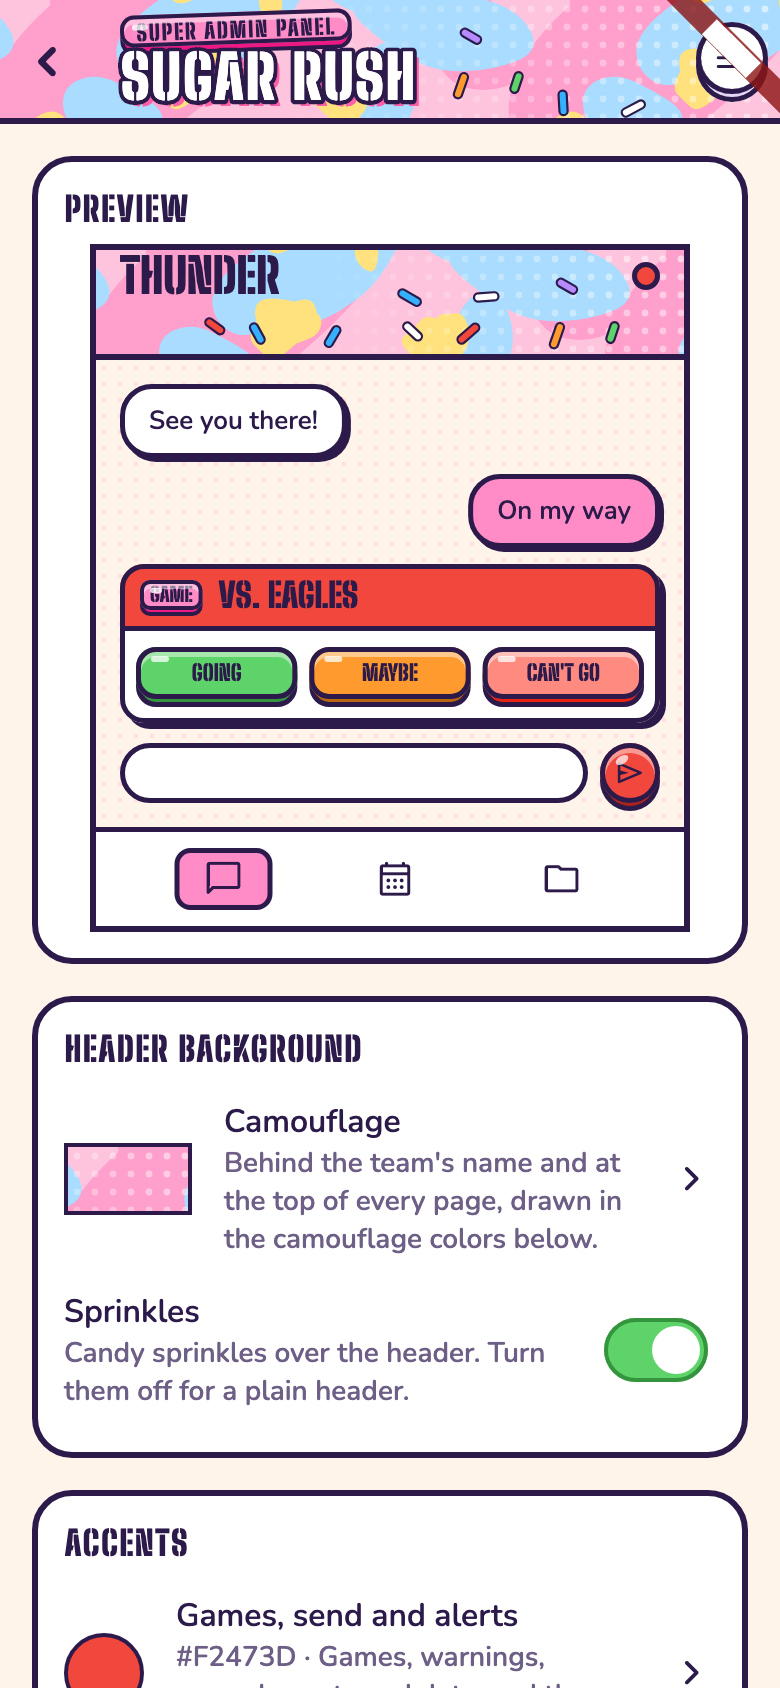 SUPER ADMIN PANEL
SUGAR RUSH
PREVIEW
THUNDER
See you there!
On my way
GAME VS. EAGLES
GOING MAYBE CAN'T GO
HEADER BACKGROUND
Camouflage
Behind the team's name and at
the top of every page, drawn in
the camouflage colors below.
Sprinkles
Candy sprinkles over the header. Turn
them off for a plain header.
ACCENTS
Games, send and alerts
#F2473D · Games, warnings,